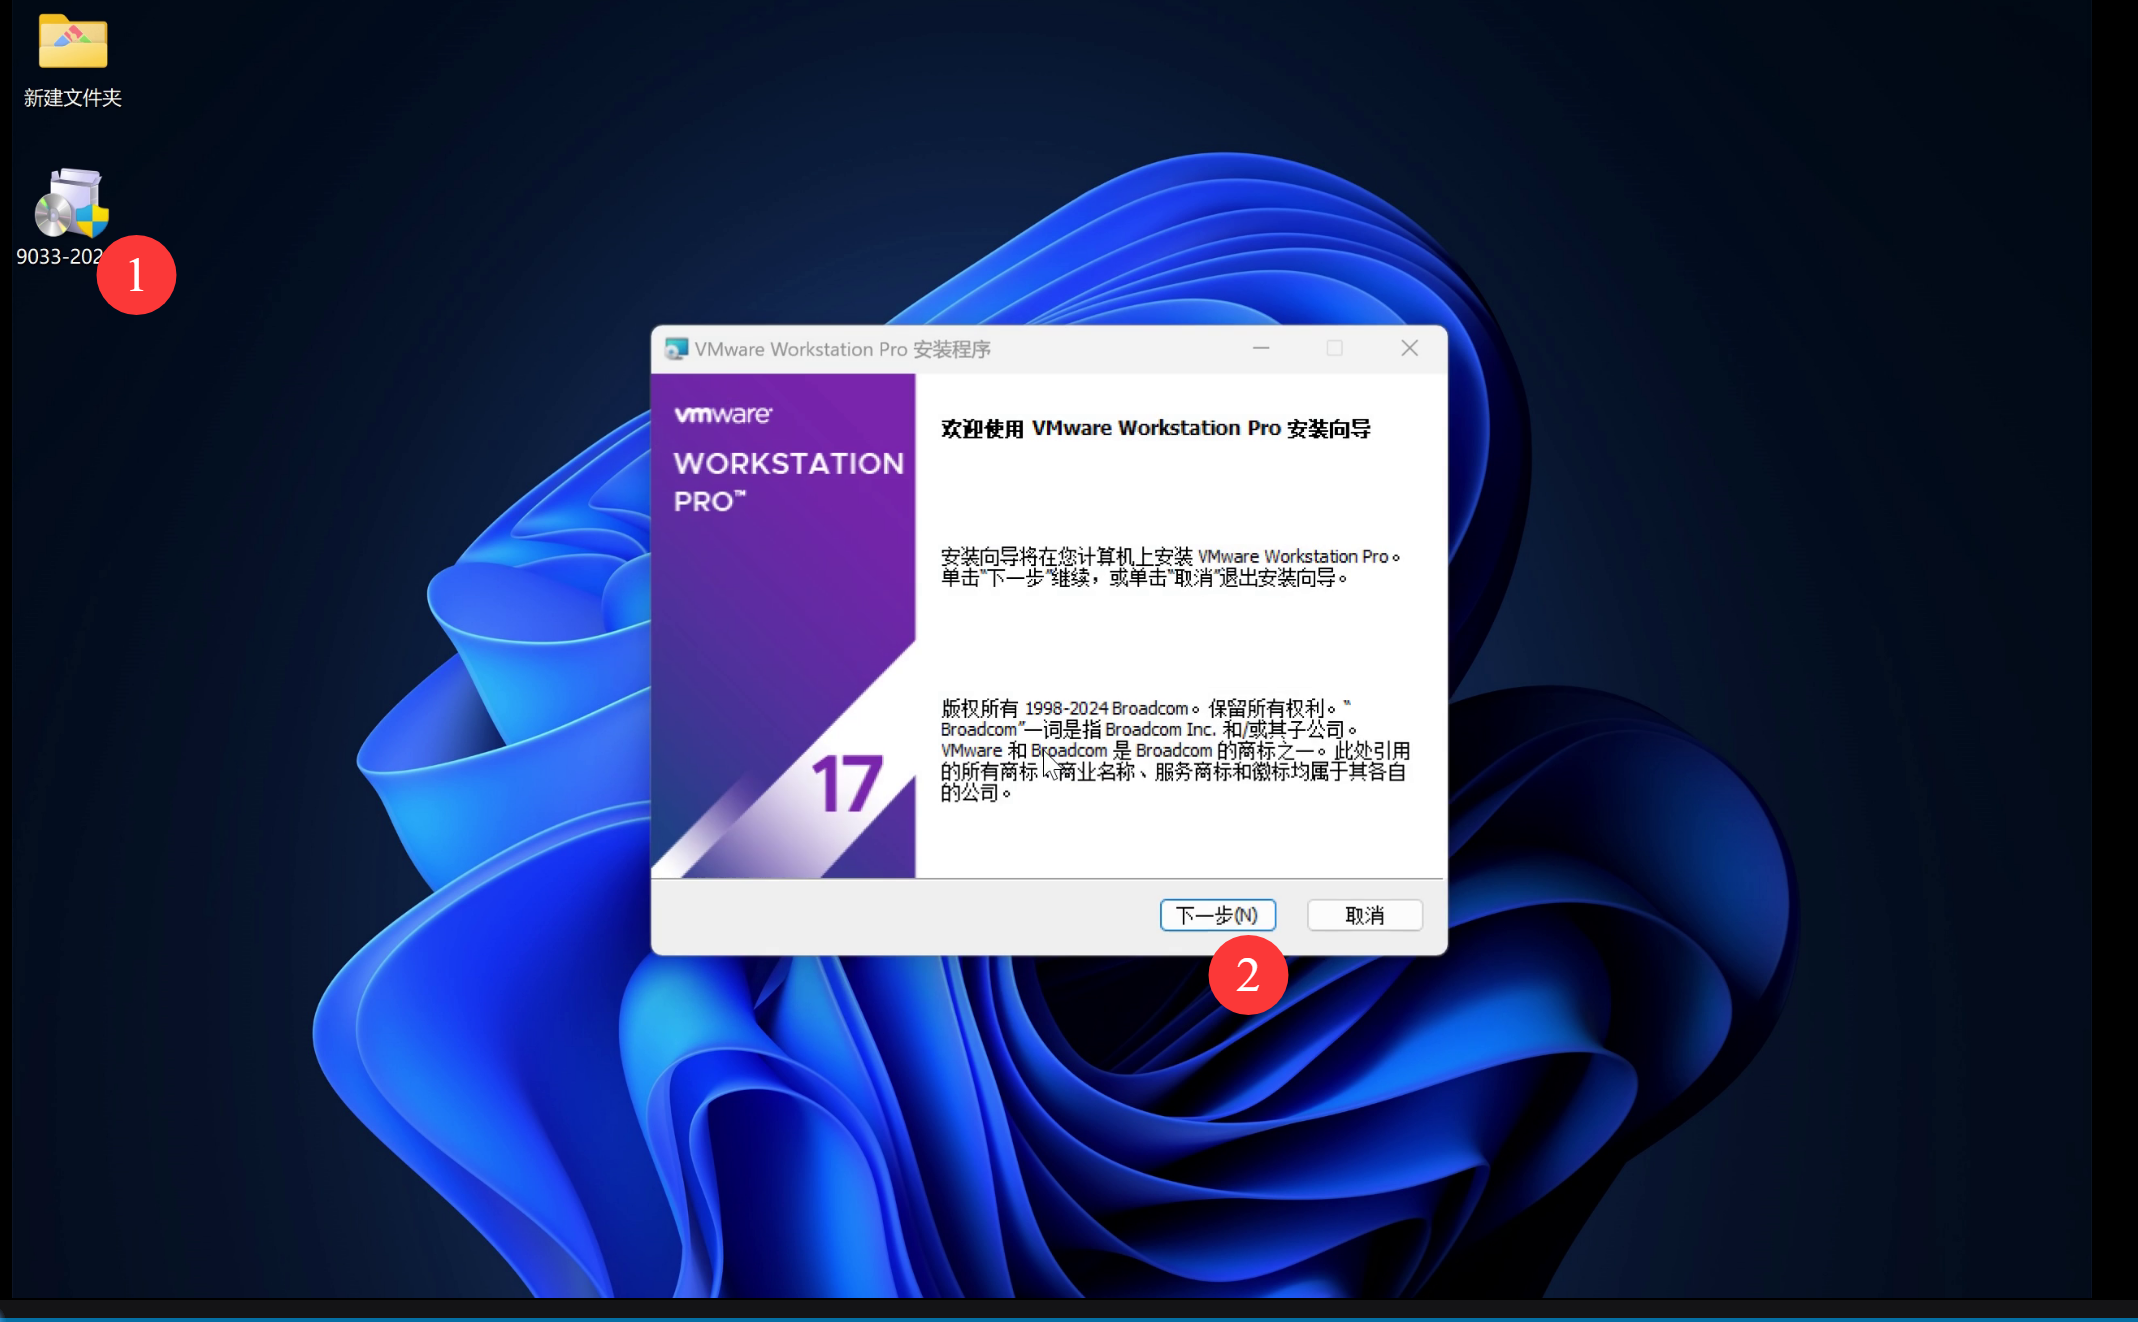 新建文件夹
9033-202
1
VMware Workstation Pro 安装程序
vmware
WORKSTATION
PRO™
17
欢迎使用 VMware Workstation Pro 安装向导
安装向导将在您计算机上安装 VMware Workstation Pro。
单击“下一步”继续，或单击“取消”退出安装向导。
版权所有 1998-2024 Broadcom。保留所有权利。“
Broadcom”一词是指 Broadcom Inc. 和/或其子公司。
VMware 和 Broadcom 是 Broadcom 的商标之一。此处引用
的所有商标、商业名称、服务商标和徽标均属于其各自
的公司。
下一步(N)
取消
2